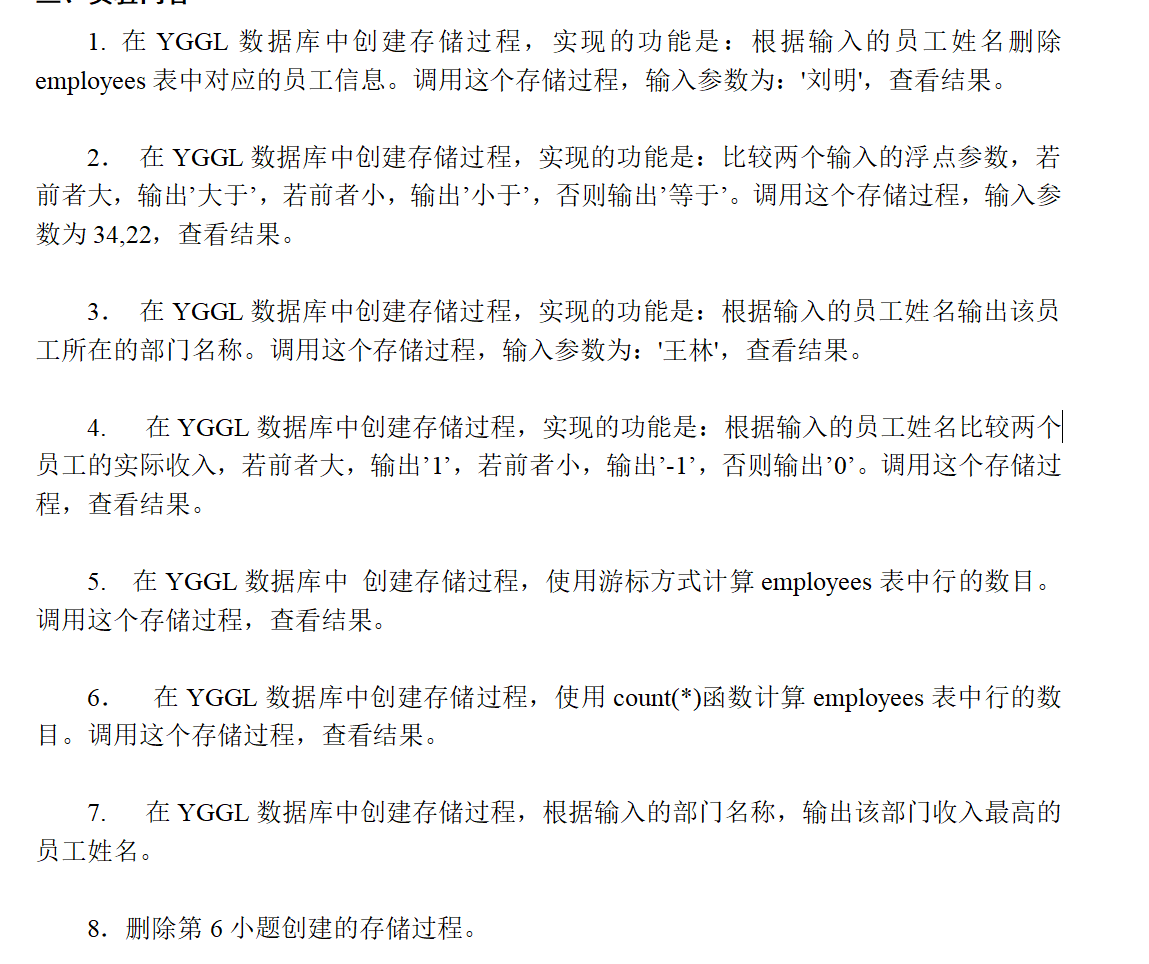 1. 在 YGGL 数据库中创建存储过程，实现的功能是：根据输入的员工姓名删除
employees 表中对应的员工信息。调用这个存储过程，输入参数为：'刘明'，查看结果。
2． 在 YGGL 数据库中创建存储过程，实现的功能是：比较两个输入的浮点参数，若
前者大，输出’大于’，若前者小，输出’小于’，否则输出’等于’。调用这个存储过程，输入参
数为 34,22，查看结果。
3． 在 YGGL 数据库中创建存储过程，实现的功能是：根据输入的员工姓名输出该员
工所在的部门名称。调用这个存储过程，输入参数为：'王林'，查看结果。
4. 在 YGGL 数据库中创建存储过程，实现的功能是：根据输入的员工姓名比较两个
员工的实际收入，若前者大，输出’1’，若前者小，输出’-1’，否则输出’0’。调用这个存储过
程，查看结果。
5. 在 YGGL 数据库中 创建存储过程，使用游标方式计算 employees 表中行的数目。
调用这个存储过程，查看结果。
6． 在 YGGL 数据库中创建存储过程，使用 count(*)函数计算 employees 表中行的数
目。调用这个存储过程，查看结果。
7. 在 YGGL 数据库中创建存储过程，根据输入的部门名称，输出该部门收入最高的
员工姓名。
8．删除第 6 小题创建的存储过程。